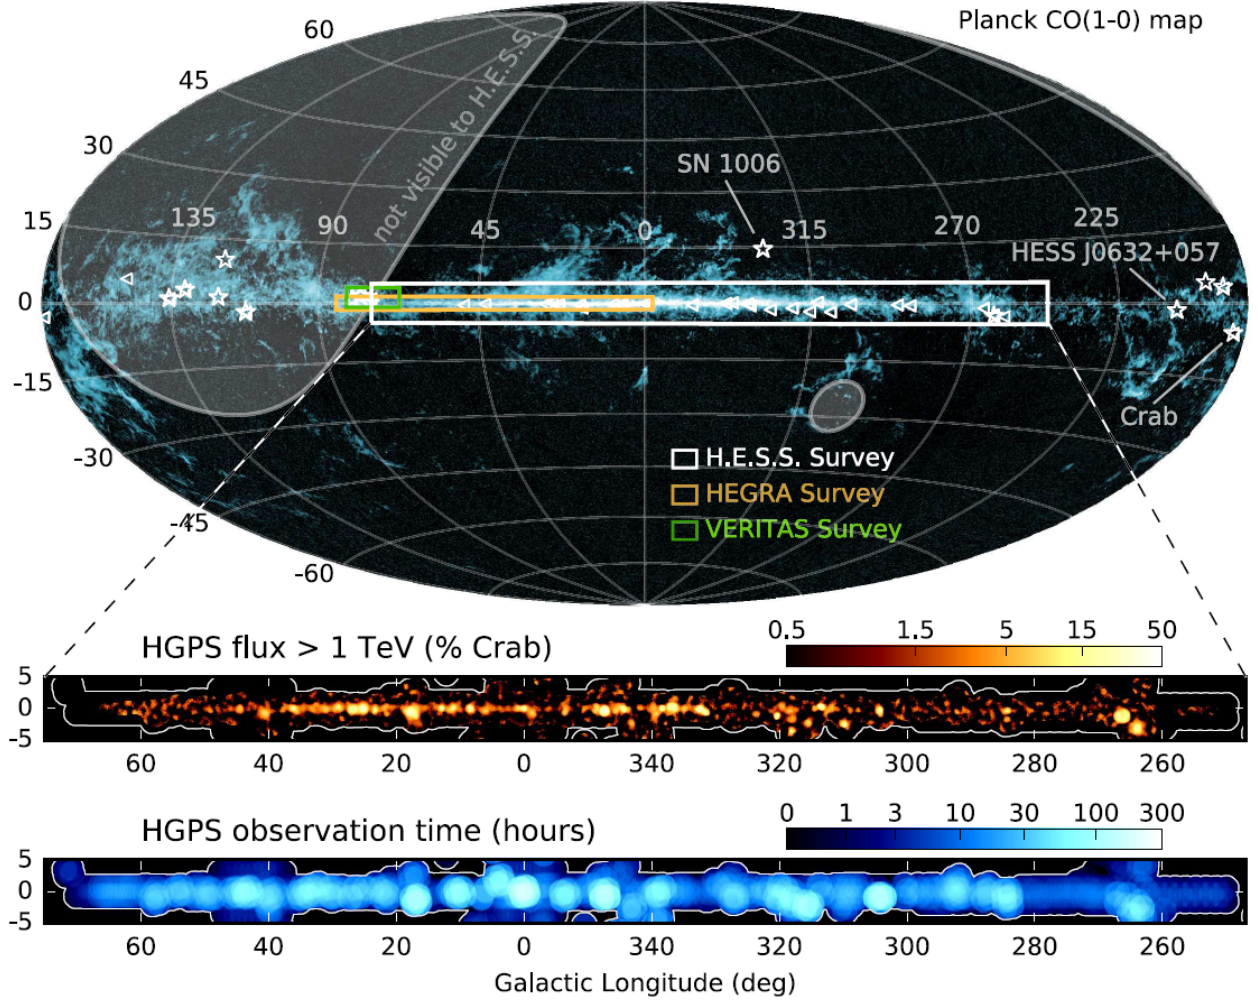 Planck CO(1-0) map
60
45
30
15
0
-15
-30
-45
-60
not visible to H.E.S.S.
SN 1006
135 90 45 0 315 270 225
HESS J0632+057
Crab
H.E.S.S. Survey
HEGRA Survey
VERITAS Survey
HGPS flux > 1 TeV (% Crab)
0.5 1.5 5 15 50
5
0
-5
60 40 20 0 340 320 300 280 260
HGPS observation time (hours)
0 1 3 10 30 100 300
5
0
-5
60 40 20 0 340 320 300 280 260
Galactic Longitude (deg)